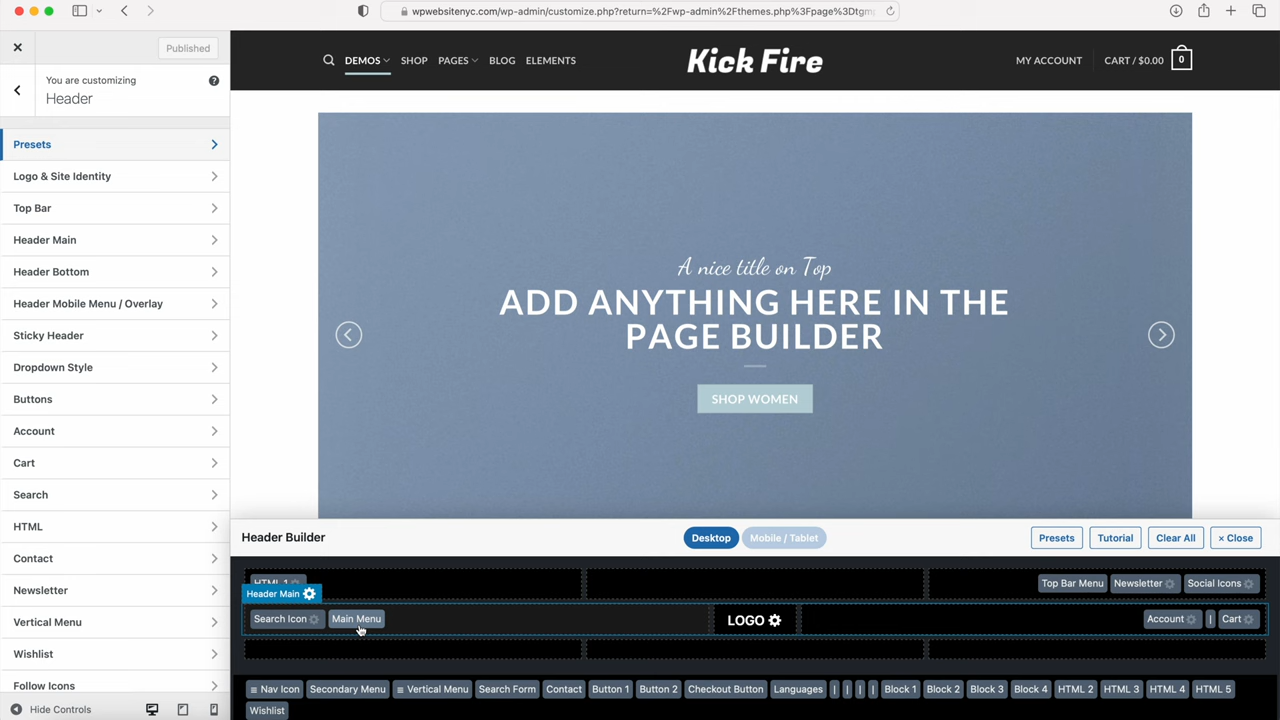 wpwebsitenyc.com/wp-admin/customize.php?return=%2Fwp-admin%2Fthemes.php%3Fpage%3Dtgm
Published
You are customizing
Header
Presets
Logo & Site Identity
Top Bar
Header Main
Header Bottom
Header Mobile Menu / Overlay
Sticky Header
Dropdown Style
Buttons
Account
Cart
Search
HTML
Contact
Newsletter
Vertical Menu
Wishlist
Follow Icons
Hide Controls
DEMOS SHOP PAGES BLOG ELEMENTS
Kick Fire
MY ACCOUNT CART / $0.00 0
A nice title on Top
ADD ANYTHING HERE IN THE
PAGE BUILDER
SHOP WOMEN
Header Builder Desktop Mobile / Tablet Presets Tutorial Clear All × Close
HTML 1 Top Bar Menu Newsletter Social Icons
Header Main
Search Icon Main Menu LOGO Account | Cart
≡ Nav Icon Secondary Menu ≡ Vertical Menu Search Form Contact Button 1 Button 2 Checkout Button Languages | | | | Block 1 Block 2 Block 3 Block 4 HTML 2 HTML 3 HTML 4 HTML 5
Wishlist